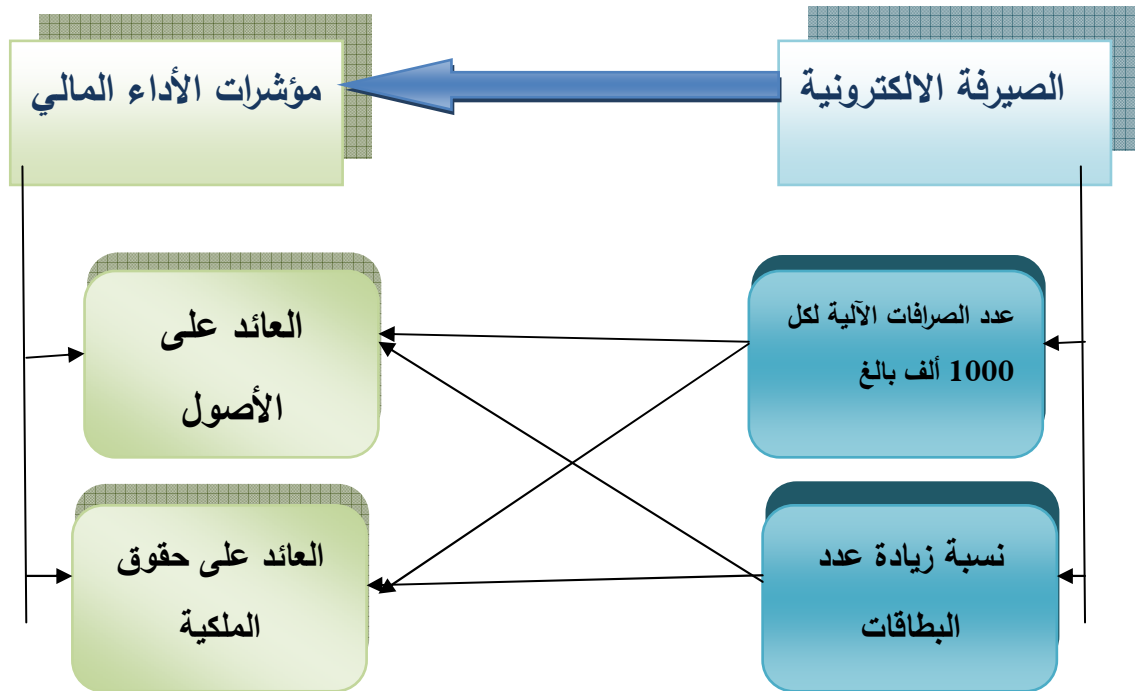 الصيرفة الالكترونية
مؤشرات الأداء المالي
عدد الصرافات الآلية لكل
1000 ألف بالغ
العائد على
الأصول
نسبة زيادة عدد
البطاقات
العائد على حقوق
الملكية